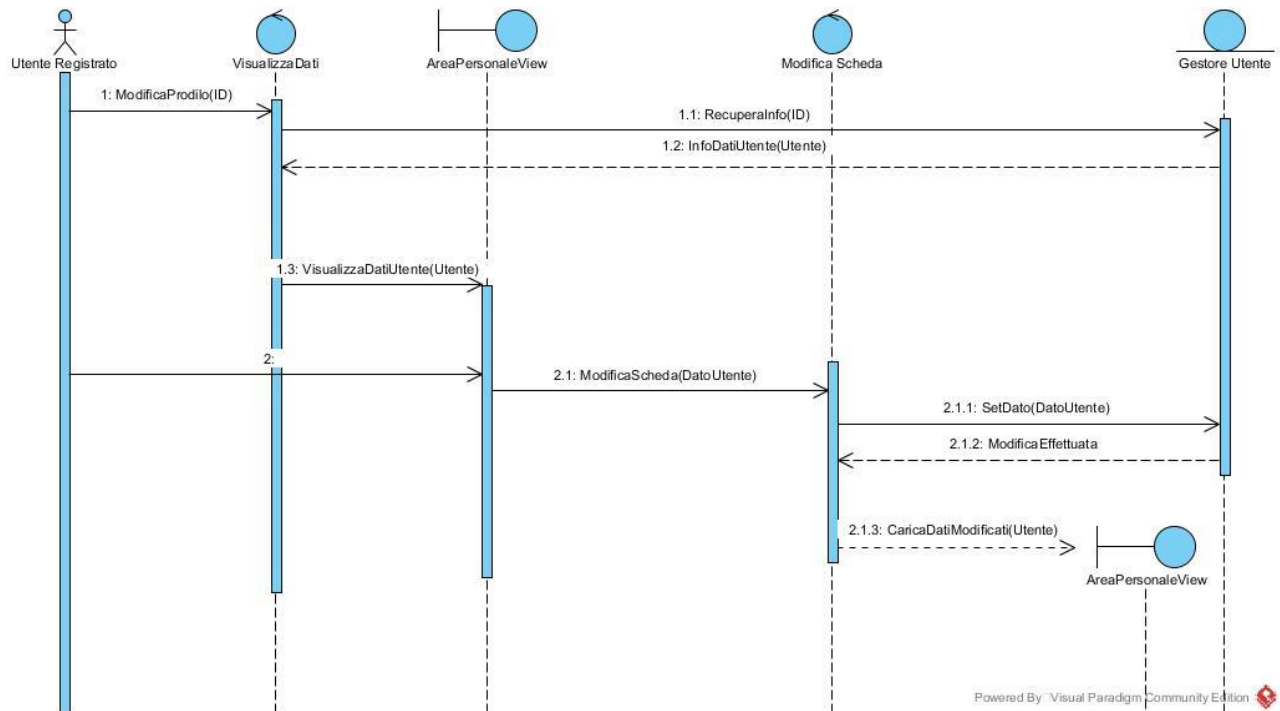 Utente Registrato
VisualizzaDati
AreaPersonaleView
Modifica Scheda
Gestore Utente
1: ModificaProdilo(ID)
1.1: RecuperaInfo(ID)
1.2: InfoDatiUtente(Utente)
1.3: VisualizzaDatiUtente(Utente)
2:
2.1: ModificaScheda(DatoUtente)
2.1.1: SetDato(DatoUtente)
2.1.2: ModificaEffettuata
2.1.3: CaricaDatiModificati(Utente)
AreaPersonaleView
Powered By Visual Paradigm Community Edition